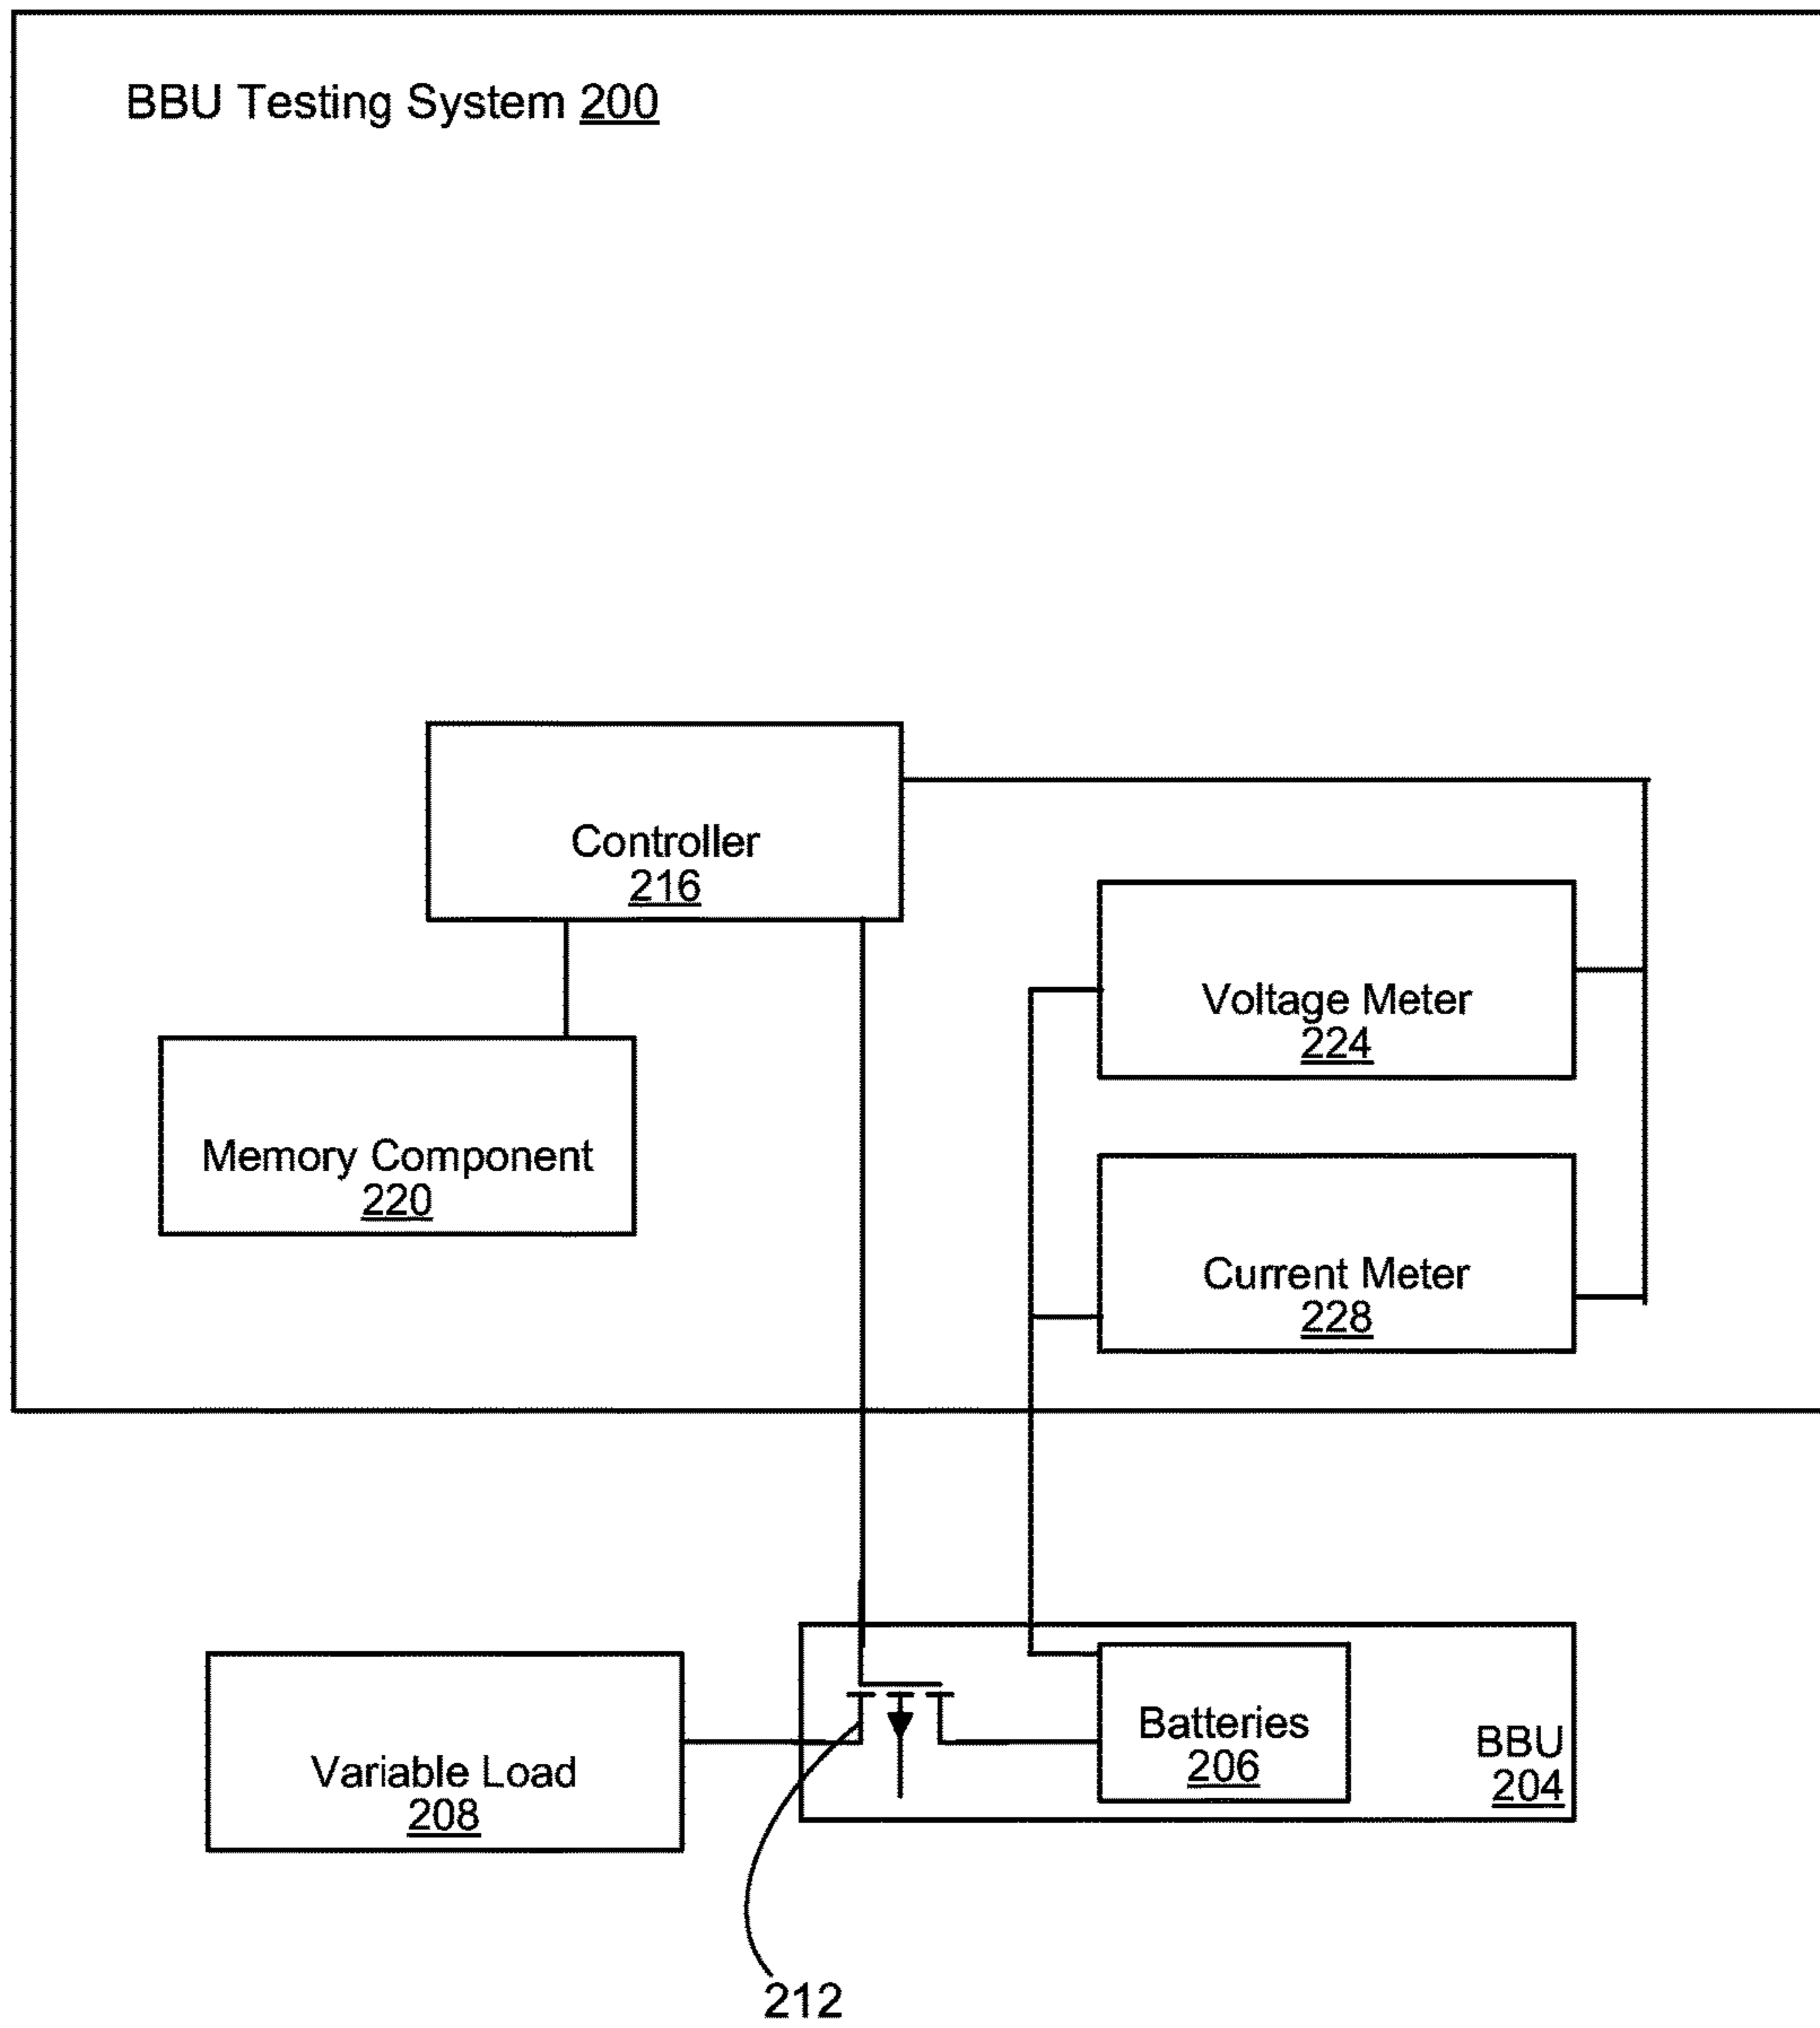 BBU Testing System 200
Controller
216
Voltage Meter
224
Memory Component
220
Current Meter
228
Batteries
206
BBU
204
Variable Load
208
212